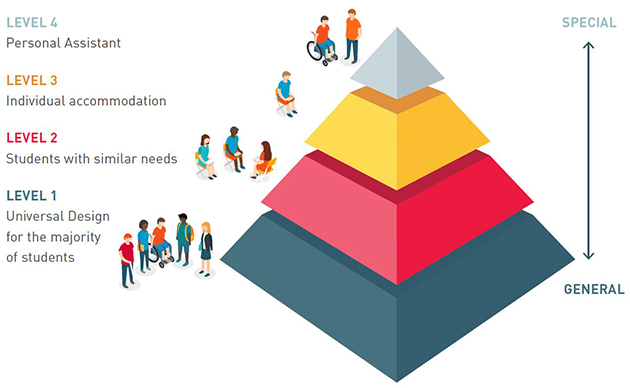 LEVEL 4
Personal Assistant
LEVEL 3
Individual accommodation
LEVEL 2
Students with similar needs
LEVEL 1
Universal Design
for the majority
of students
SPECIAL
GENERAL